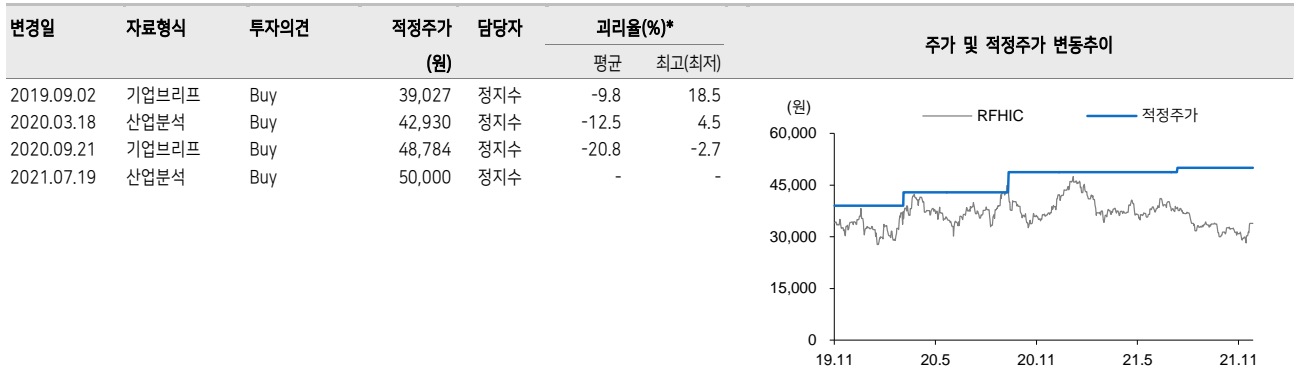 변경일 자료형식 투자의견 적정주가 담당자 괴리율(%)* 주가 및 적정주가 변동추이
(원) 평균 최고(최저)
2019.09.02 기업브리프 Buy 39,027 정지수 -9.8 18.5
2020.03.18 산업분석 Buy 42,930 정지수 -12.5 4.5
2020.09.21 기업브리프 Buy 48,784 정지수 -20.8 -2.7
2021.07.19 산업분석 Buy 50,000 정지수 - -
(원) RFHIC 적정주가
60,000
45,000
30,000
15,000
0
19.11 20.5 20.11 21.5 21.11